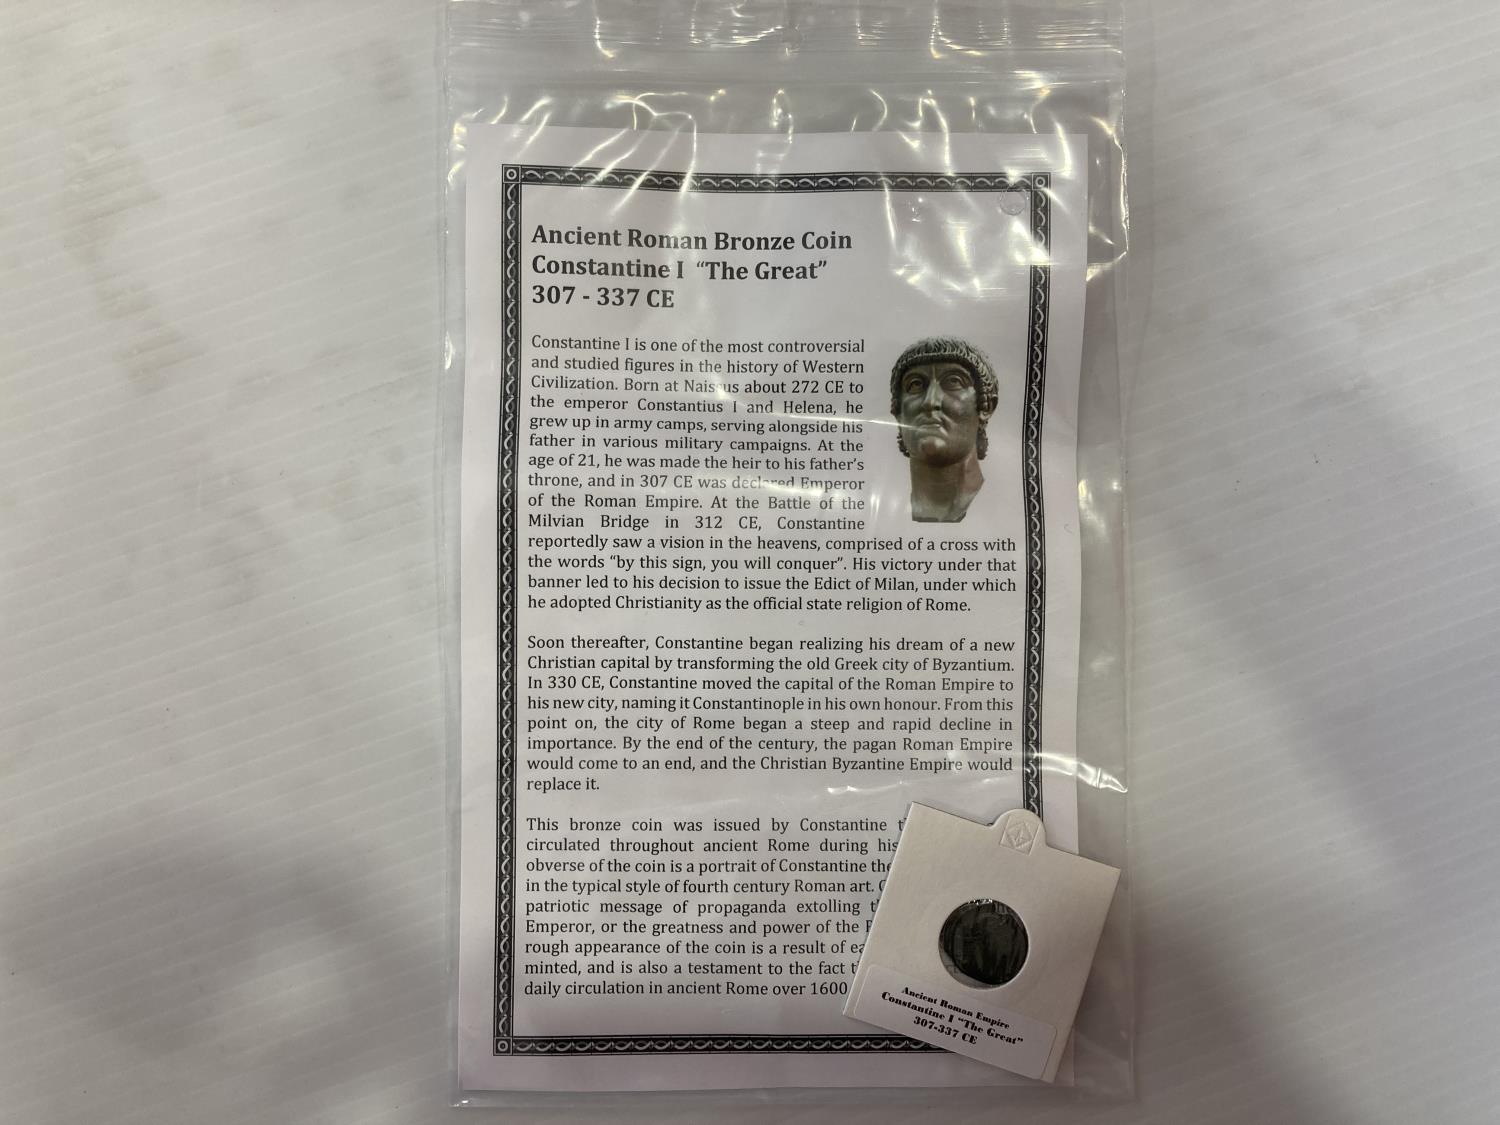 Ancient Roman Bronze Coin
Constantine I "The Great"
307 - 337 CE
Constantine I is one of the most controversial
and studied figures in the history of Western
Civilization. Born at Naissus about 272 CE to
the emperor Constantius I and Helena, he
grew up in army camps, serving alongside his
father in various military campaigns. At the
age of 21, he was made the heir to his father's
throne, and in 307 CE was declared Emperor
of the Roman Empire. At the Battle of the
Milvian Bridge in 312 CE, Constantine
reportedly saw a vision in the heavens, comprised of a cross with
the words "by this sign, you will conquer". His victory under that
banner led to his decision to issue the Edict of Milan, under which
he adopted Christianity as the official state religion of Rome.
Soon thereafter, Constantine began realizing his dream of a new
Christian capital by transforming the old Greek city of Byzantium.
In 330 CE, Constantine moved the capital of the Roman Empire to
his new city, naming it Constantinople in his own honour. From this
point on, the city of Rome began a steep and rapid decline in
importance. By the end of the century, the pagan Roman Empire
would come to an end, and the Christian Byzantine Empire would
replace it.
This bronze coin was issued by Constantine
circulated throughout ancient Rome during his
obverse of the coin is a portrait of Constantine the
in the typical style of fourth century Roman art.
patriotic message of propaganda extolling
Emperor, or the greatness and power of the
rough appearance of the coin is a result of
minted, and is also a testament to the fact
daily circulation in ancient Rome over 1600
Ancient Roman Empire
Constantine I "The Great"
307-337 CE